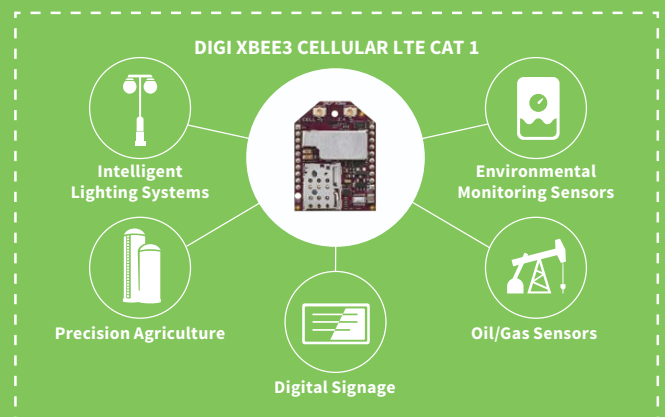 DIGI XBEE3 CELLULAR LTE CAT 1
Intelligent
Lighting Systems
Environmental
Monitoring Sensors
Precision Agriculture
Oil/Gas Sensors
Digital Signage